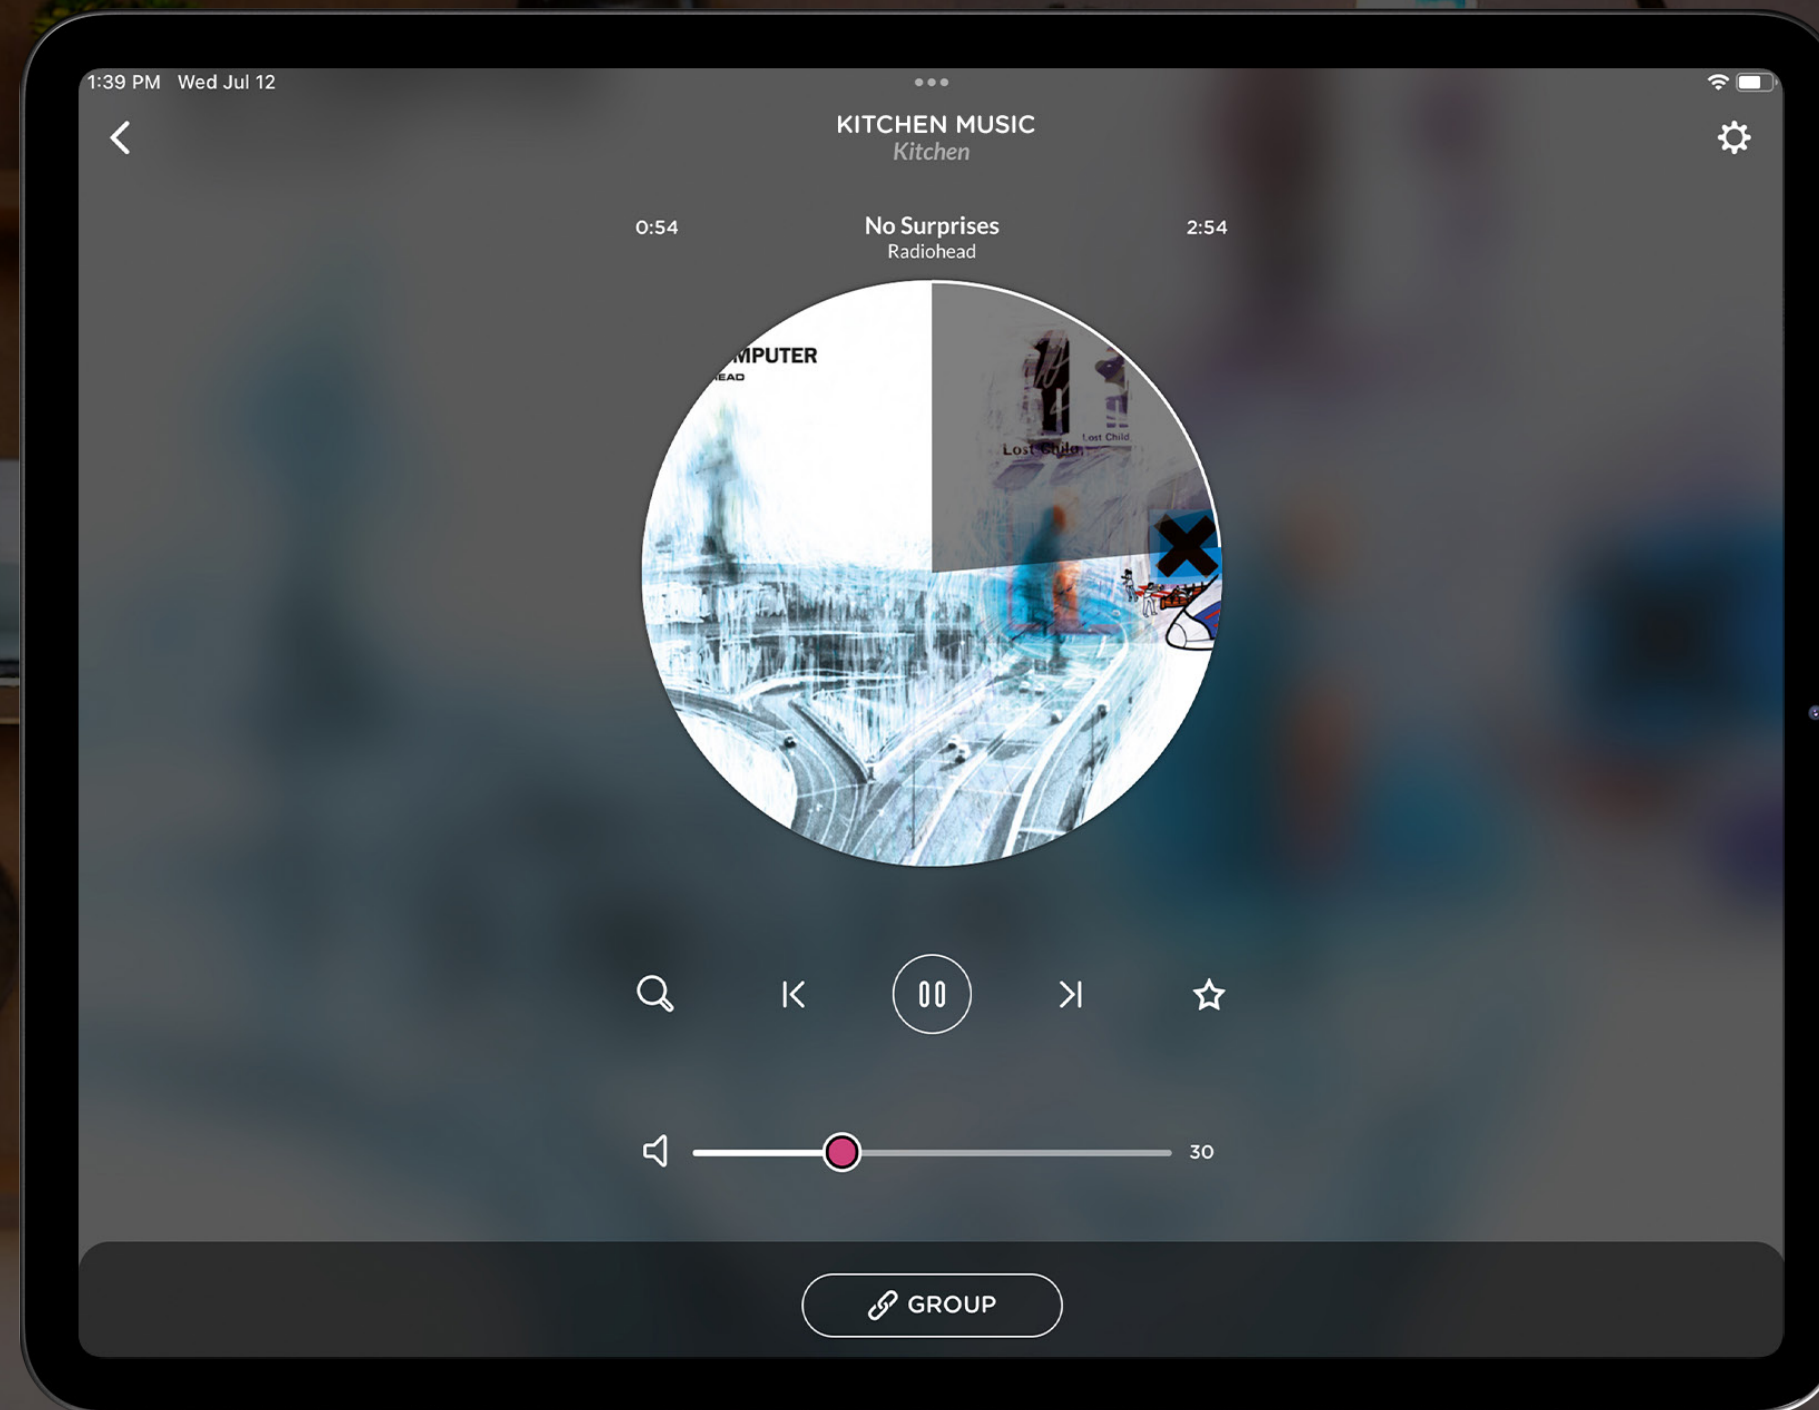 1:39 PM Wed Jul 12
KITCHEN MUSIC
Kitchen
0:54 No Surprises 2:54
Radiohead
MPUTER
EAD
Lost Child
Lost Child
30
GROUP